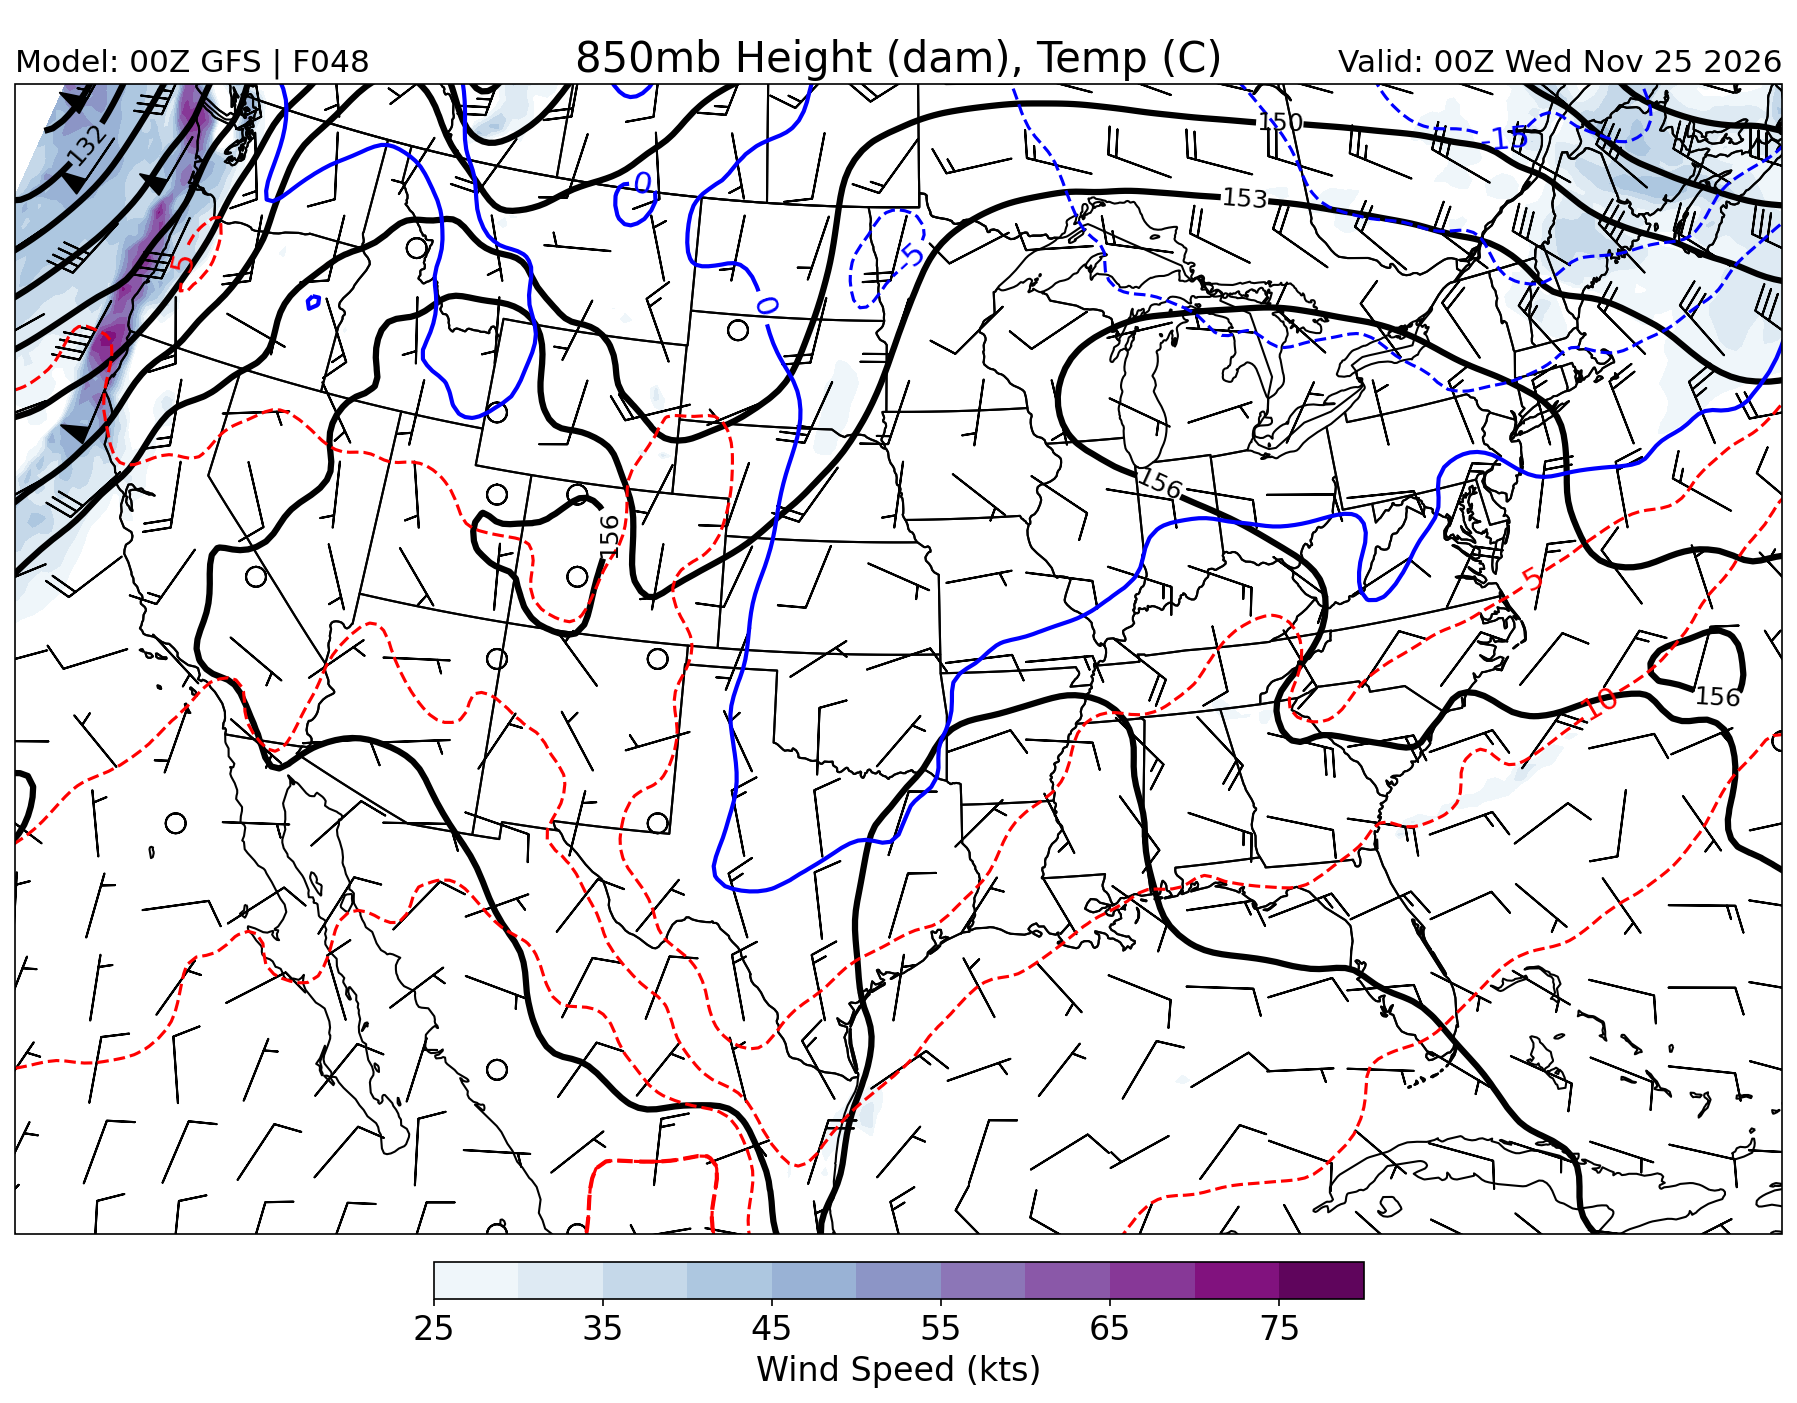 Model: 00Z GFS | F048
850mb Height (dam), Temp (C)
Valid: 00Z Wed Nov 25 2026
132
150
-15
153
0
-5
5
0
156
156
5
10
156
25 35 45 55 65 75
Wind Speed (kts)